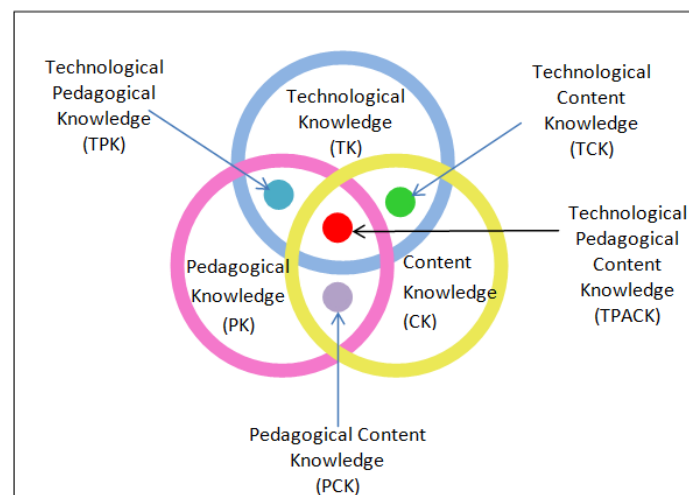 Technological
Pedagogical
Knowledge
(TPK)
Technological
Knowledge
(TK)
Technological
Content
Knowledge
(TCK)
Technological
Pedagogical
Content
Knowledge
(TPACK)
Pedagogical
Knowledge
(PK)
Content
Knowledge
(CK)
Pedagogical Content
Knowledge
(PCK)